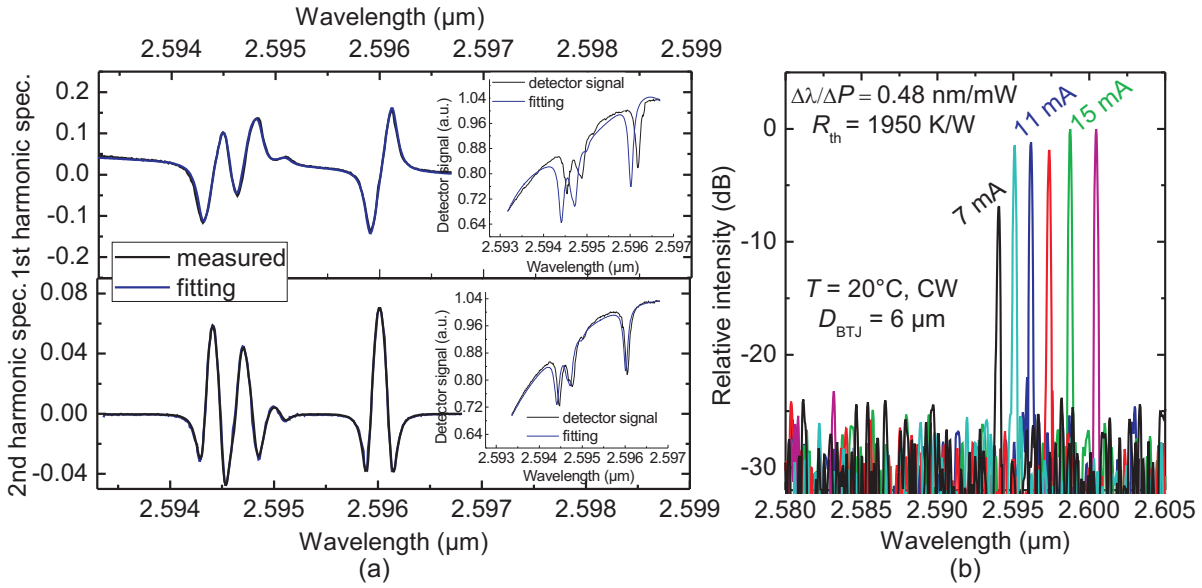 Wavelength (μm)
2.594 2.595 2.596 2.597 2.598 2.599
0.2
0.1
0.0
-0.1
-0.2
1st harmonic spec.
detector signal
fitting
1.04
0.96
0.88
0.80
0.72
0.64
Detector signal (a.u.)
2.593 2.594 2.595 2.596 2.597
Wavelength (μm)
measured
fitting
0.08
0.04
0.00
-0.04
2nd harmonic spec.
1.04
0.96
0.88
0.80
0.72
0.64
Detector signal (a.u.)
detector signal
fitting
2.593 2.594 2.595 2.596 2.597
Wavelength (μm)
2.594 2.595 2.596 2.597 2.598 2.599
Wavelength (μm)
(a)
Δλ/ΔP = 0.48 nm/mW
Rth = 1950 K/W
7 mA
11 mA
15 mA
T = 20°C, CW
DBTJ = 6 μm
0
-10
-20
-30
Relative intensity (dB)
2.580 2.585 2.590 2.595 2.600 2.605
Wavelength (μm)
(b)